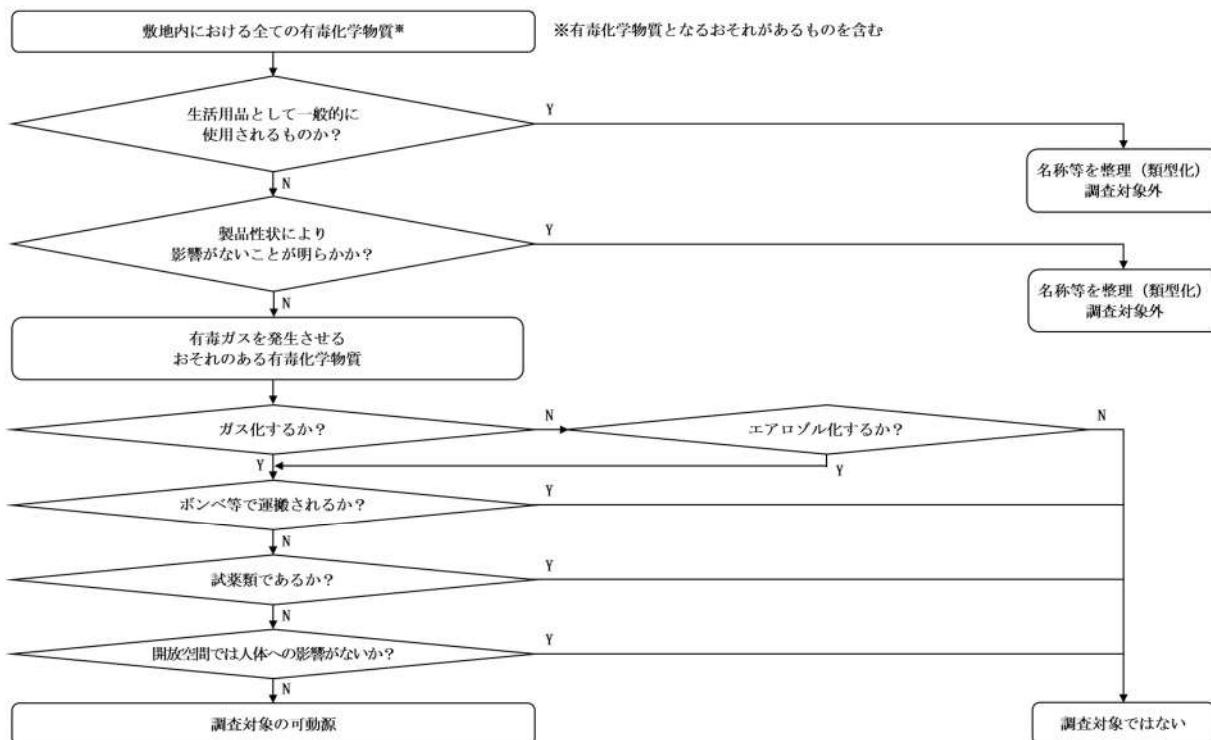 敷地内における全ての有毒化学物質※
※有毒化学物質となるおそれがあるものを含む
生活用品として一般的に
使用されるものか？
Y
名称等を整理（類型化）
調査対象外
N
製品性状により
影響がないことが明らかか？
Y
名称等を整理（類型化）
調査対象外
N
有毒ガスを発生させる
おそれのある有毒化学物質
ガス化するか？
N
エアロゾル化するか？
N
Y
Y
ボンベ等で運搬されるか？
Y
N
試薬類であるか？
Y
N
開放空間では人体への影響がないか？
Y
N
調査対象の可動源
調査対象ではない